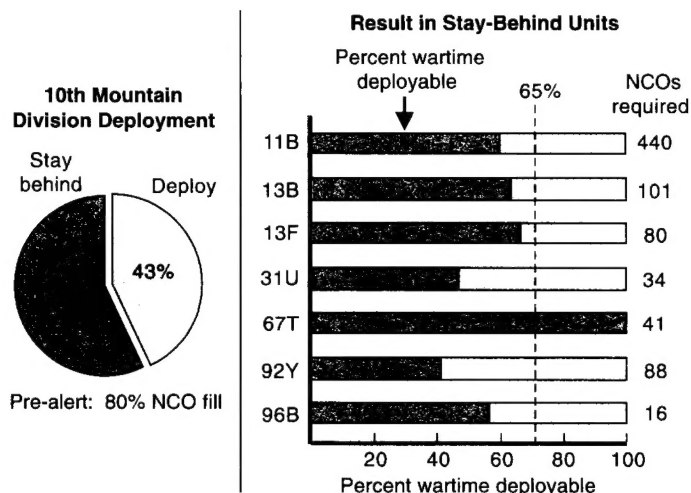 10th Mountain
Division Deployment
Stay
behind
Deploy
43%
Pre-alert: 80% NCO fill
Result in Stay-Behind Units
Percent wartime
deployable
65%
NCOs
required
11B 440
13B 101
13F 80
31U 34
67T 41
92Y 88
96B 16
20 40 60 80 100
Percent wartime deployable